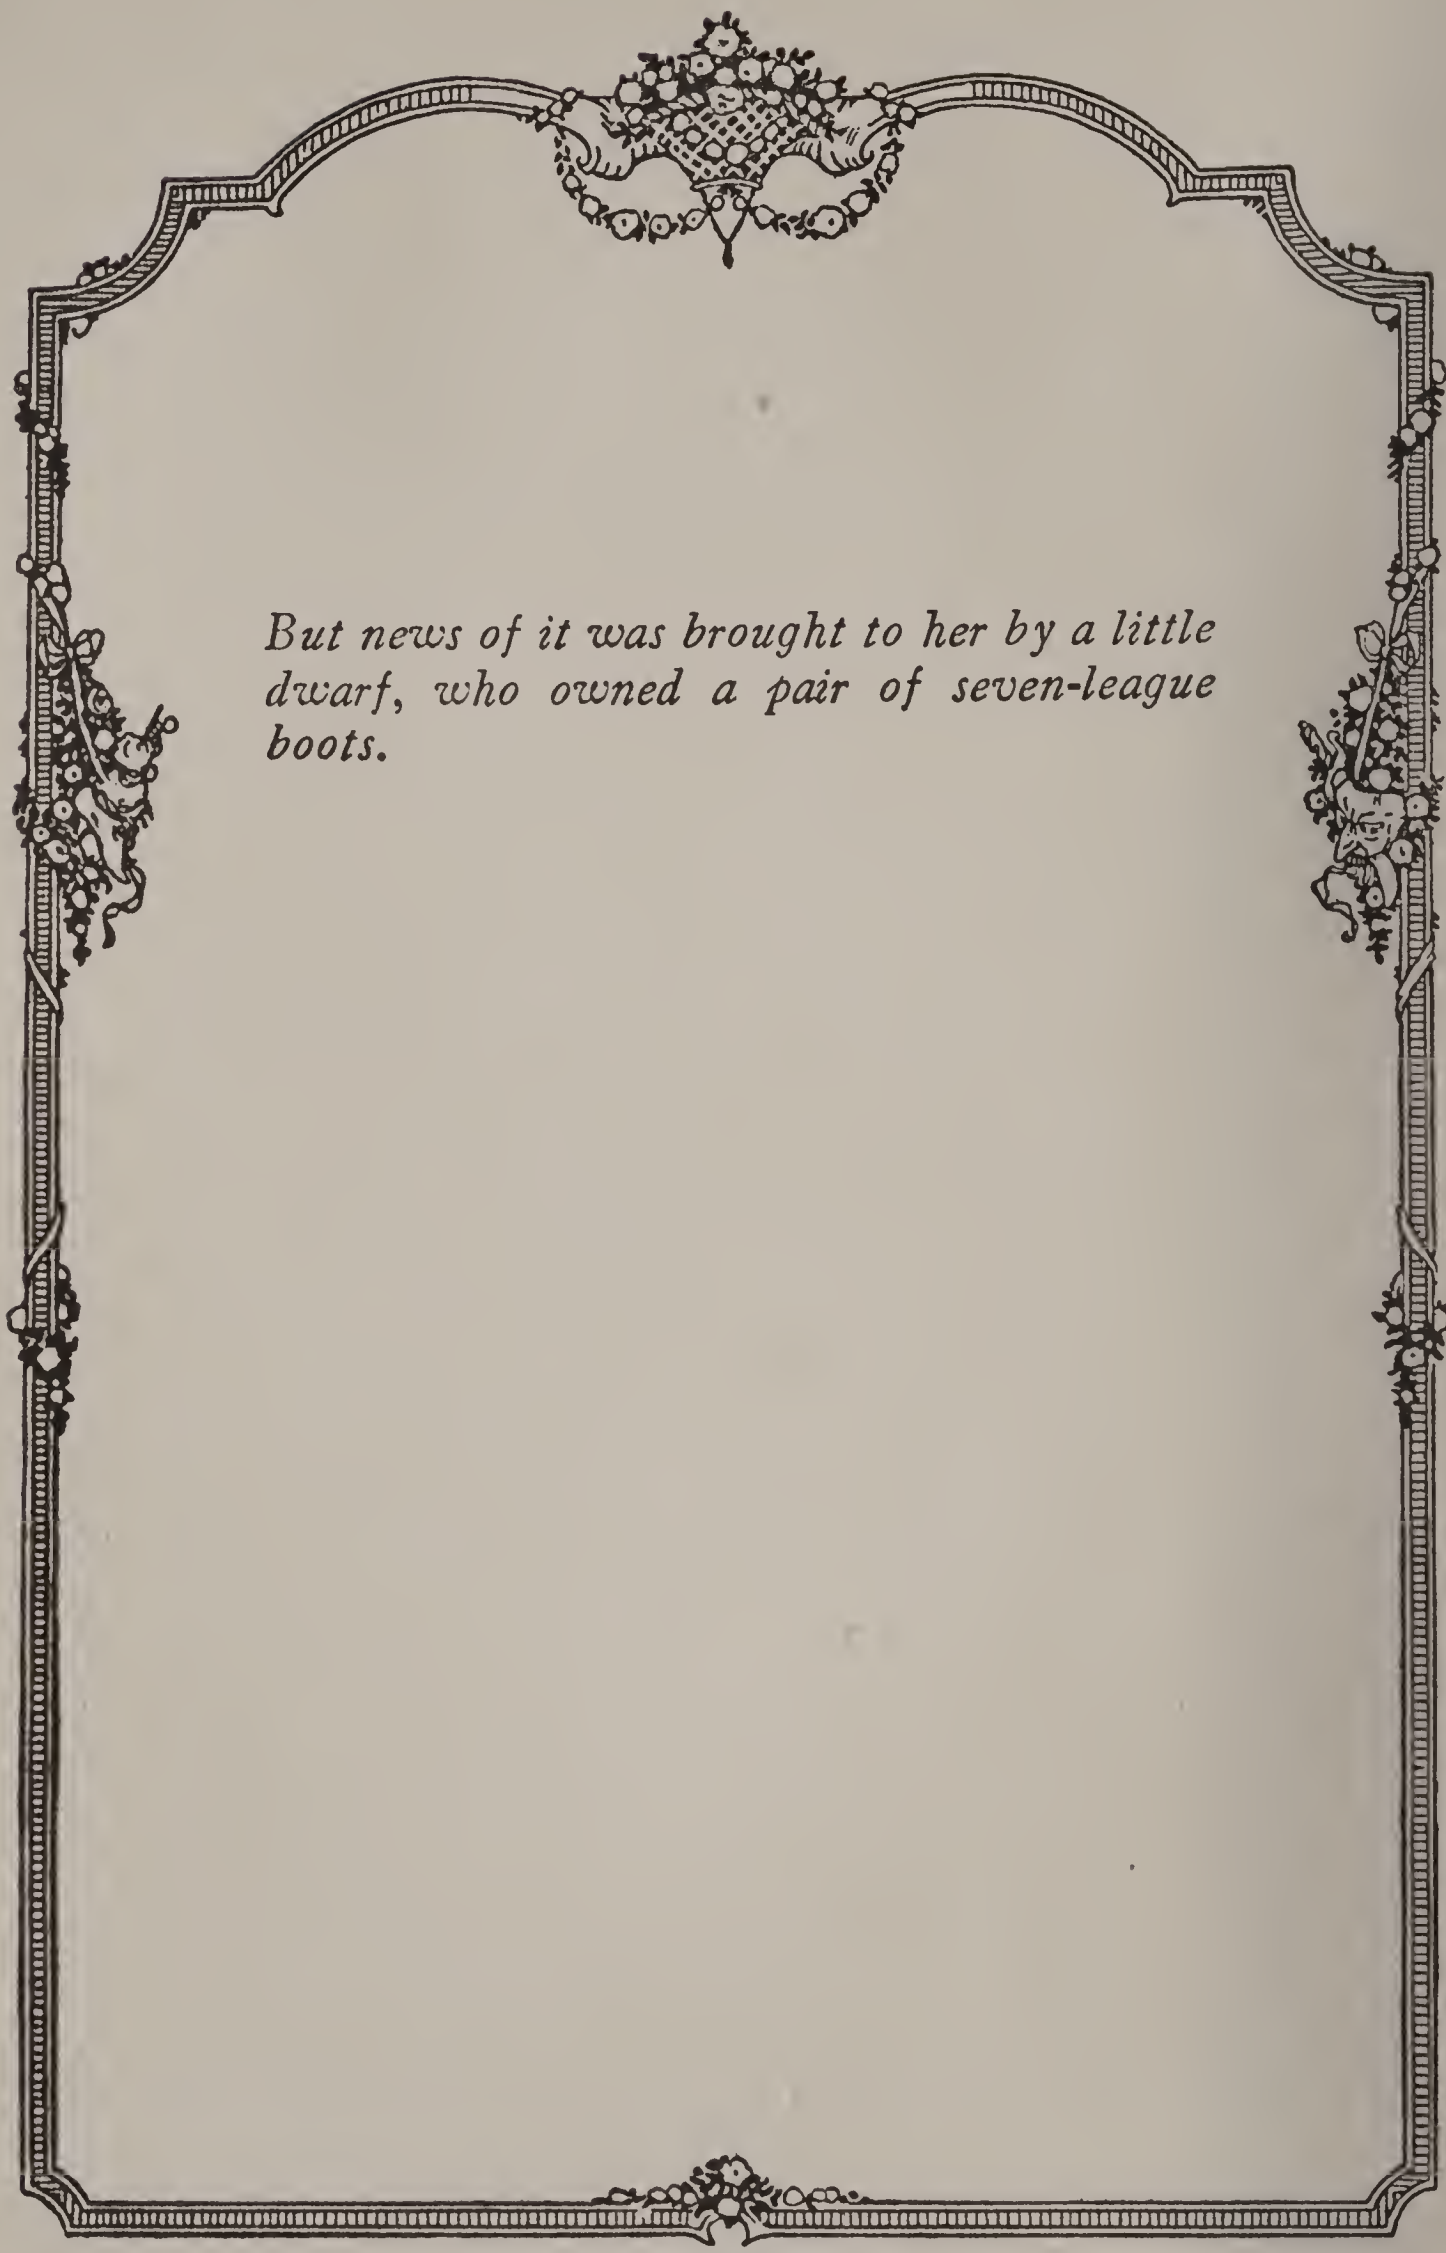 But news of it was brought to her by a little
dwarf, who owned a pair of seven-league
boots.